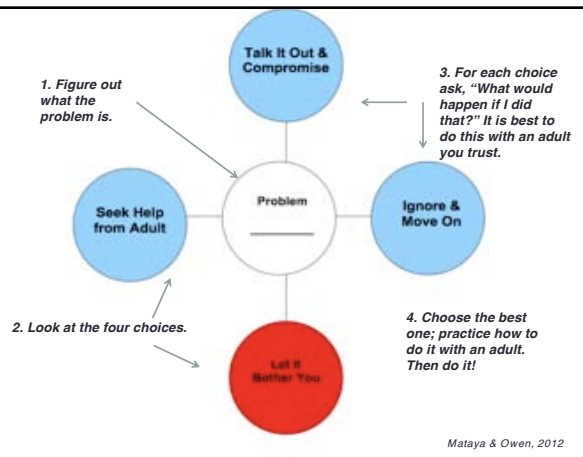 Talk It Out &
Compromise
1. Figure out
what the
problem is.
3. For each choice
ask, “What would
happen if I did
that?” It is best to
do this with an adult
you trust.
Problem
Seek Help
from Adult
Ignore &
Move On
2. Look at the four choices.
4. Choose the best
one; practice how to
do it with an adult.
Then do it!
Let It
Bother You
Mataya & Owen, 2012